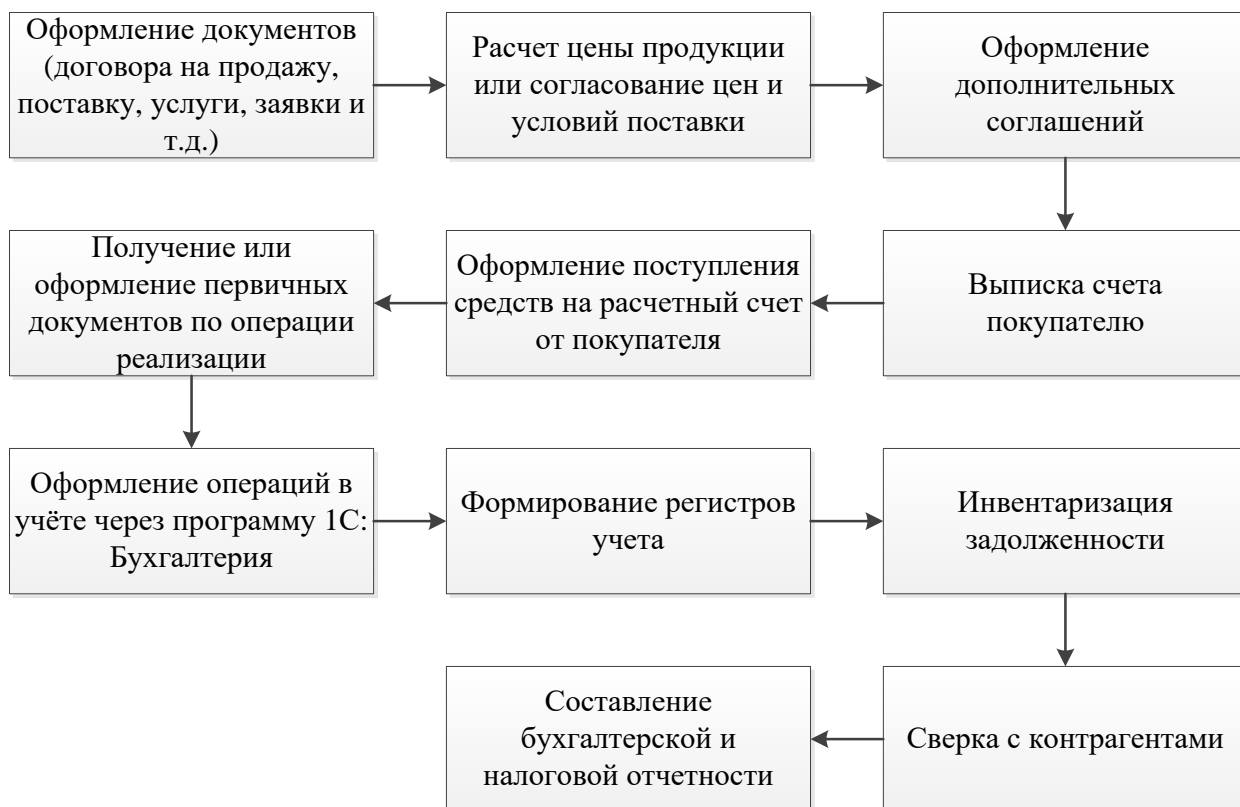 Оформление документов
(договора на продажу,
поставку, услуги, заявки и
т.д.)
Расчет цены продукции
или согласование цен и
условий поставки
Оформление
дополнительных
соглашений
Выписка счета
покупателю
Оформление поступления
средств на расчетный счет
от покупателя
Получение или
оформление первичных
документов по операции
реализации
Оформление операций в
учёте через программу 1С:
Бухгалтерия
Формирование регистров
учета
Инвентаризация
задолженности
Сверка с контрагентами
Составление
бухгалтерской и
налоговой отчетности